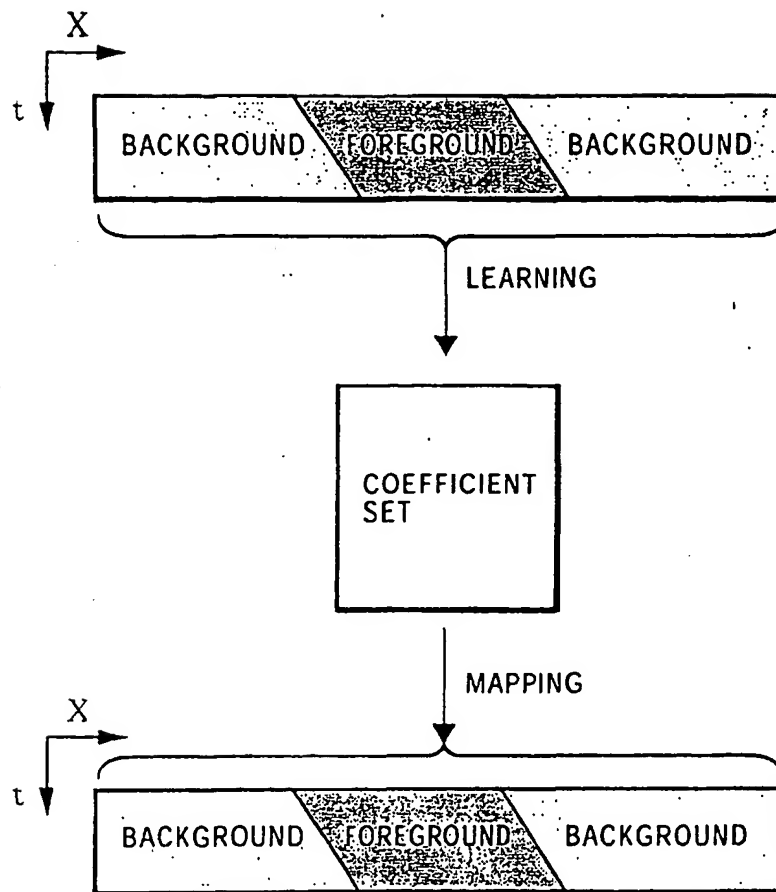 X
t
BACKGROUND FOREGROUND BACKGROUND
LEARNING
COEFFICIENT
SET
MAPPING
X
t
BACKGROUND FOREGROUND BACKGROUND